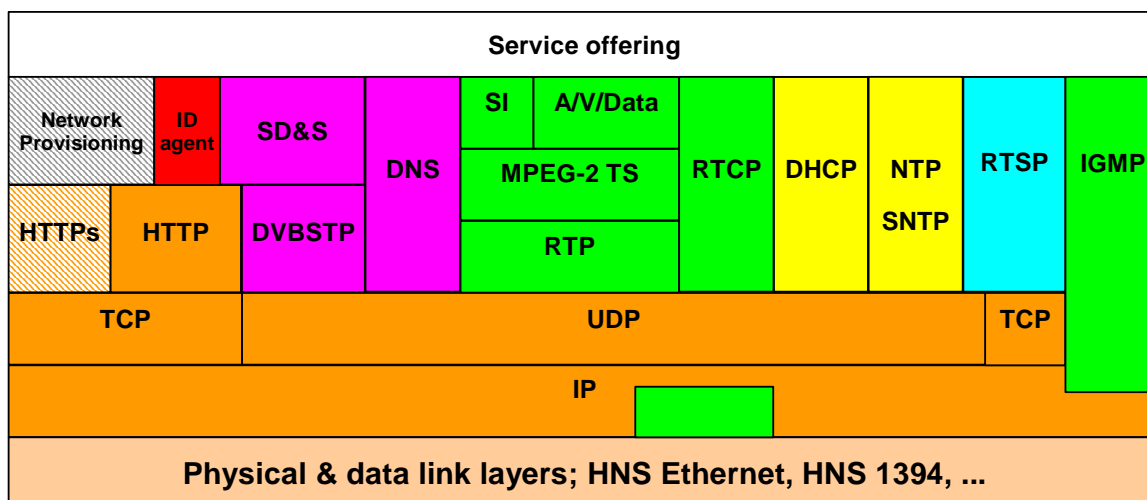 Service offering
Network
Provisioning
ID
agent
SD&S
DNS
SI
A/V/Data
MPEG-2 TS
RTP
RTCP
DHCP
NTP
SNTP
RTSP
IGMP
HTTPs
HTTP
DVBSTP
TCP
UDP
TCP
IP
Physical & data link layers; HNS Ethernet, HNS 1394, ...